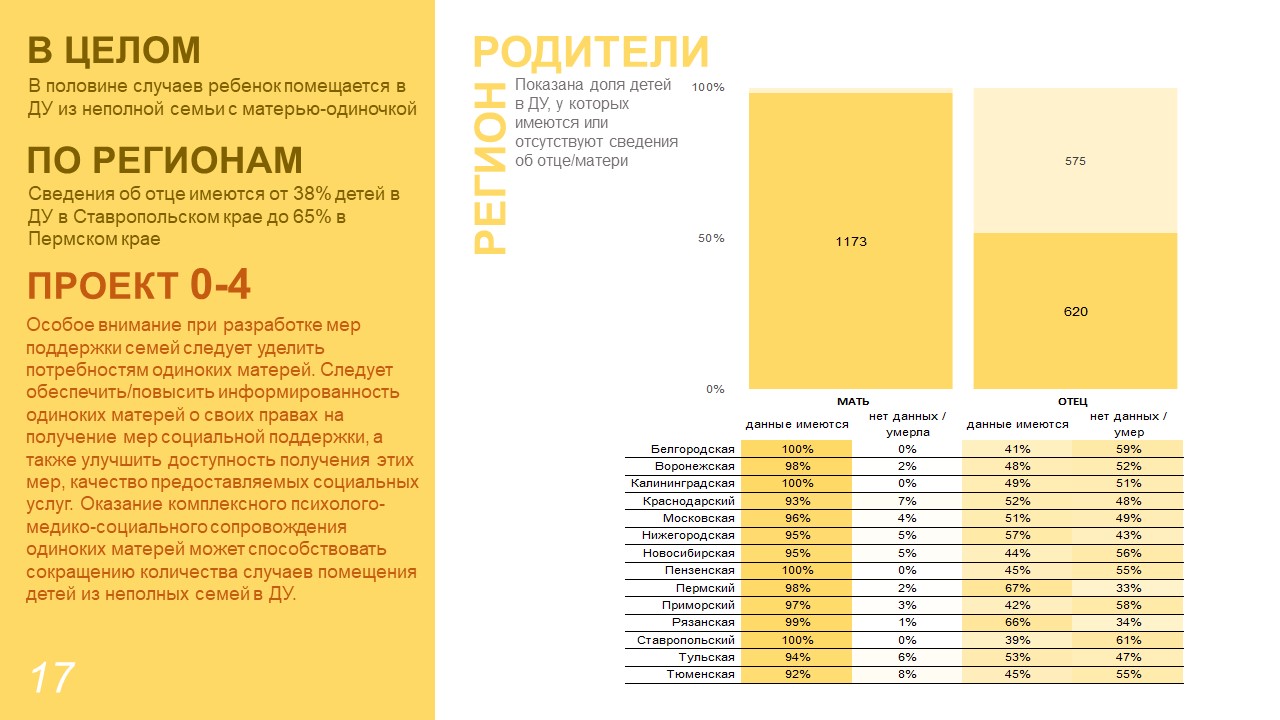 В ЦЕЛОМ
В половине случаев ребенок помещается в
ДУ из неполной семьи с матерью-одиночкой
ПО РЕГИОНАМ
Сведения об отце имеются от 38% детей в
ДУ в Ставропольском крае до 65% в
Пермском крае
ПРОЕКТ 0-4
Особое внимание при разработке мер
поддержки семей следует уделить
потребностям одиноких матерей. Следует
обеспечить/повысить информированность
одиноких матерей о своих правах на
получение мер социальной поддержки, а
также улучшить доступность получения этих
мер, качество предоставляемых социальных
услуг. Оказание комплексного психолого-
медико-социального сопровождения
одиноких матерей может способствовать
сокращению количества случаев помещения
детей из неполных семей в ДУ.
17
РОДИТЕЛИ
РЕГИОН
Показана доля детей
в ДУ, у которых
имеются или
отсутствуют сведения
об отце/матери
100%
50%
0%
1173
575
620
МАТЬ ОТЕЦ
данные имеются нет данных / умерла данные имеются нет данных / умер
Белгородская 100% 0% 41% 59%
Воронежская 98% 2% 48% 52%
Калининградская 100% 0% 49% 51%
Краснодарский 93% 7% 52% 48%
Московская 96% 4% 51% 49%
Нижегородская 95% 5% 57% 43%
Новосибирская 95% 5% 44% 56%
Пензенская 100% 0% 45% 55%
Пермский 98% 2% 67% 33%
Приморский 97% 3% 42% 58%
Рязанская 99% 1% 66% 34%
Ставропольский 100% 0% 39% 61%
Тульская 94% 6% 53% 47%
Тюменская 92% 8% 45% 55%